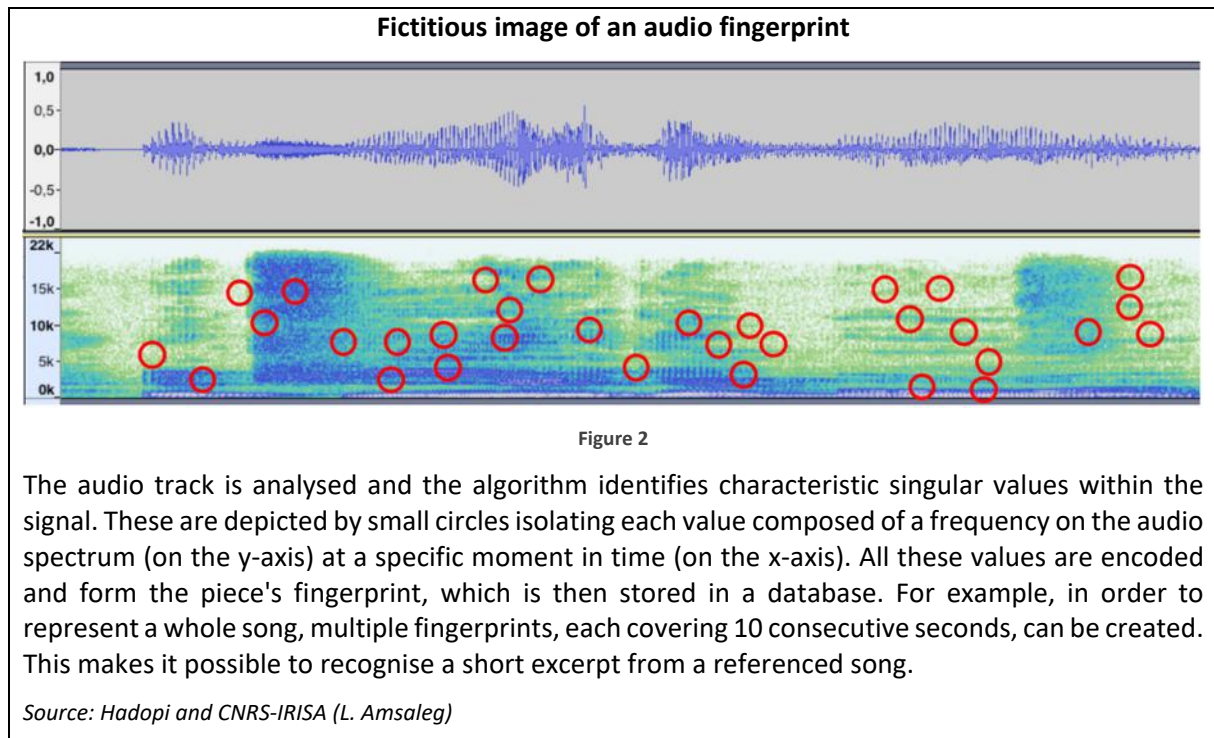 Fictitious image of an audio fingerprint
1,0
0,5-
0,0-
-0,5-
-1,0
22k
15k
10k
5k
0k
Figure 2
The audio track is analysed and the algorithm identifies characteristic singular values within the
signal. These are depicted by small circles isolating each value composed of a frequency on the audio
spectrum (on the y-axis) at a specific moment in time (on the x-axis). All these values are encoded
and form the piece's fingerprint, which is then stored in a database. For example, in order to
represent a whole song, multiple fingerprints, each covering 10 consecutive seconds, can be created.
This makes it possible to recognise a short excerpt from a referenced song.
Source: Hadopi and CNRS-IRISA (L. Amsaleg)